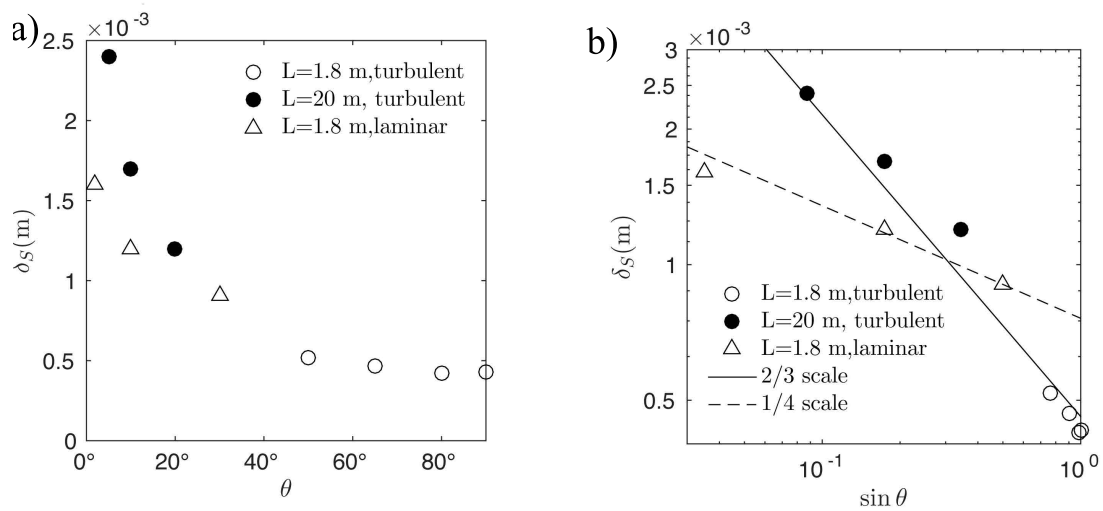 a)
×10⁻³
2.5
2
1.5
1
0.5
0
0° 20° 40° 60° 80°
δ_S(m)
θ
L=1.8 m,turbulent
L=20 m, turbulent
L=1.8 m,laminar
b)
×10⁻³
3
2.5
2
1.5
1
0.5
10⁻¹ 10⁰
δ_S(m)
sin θ
L=1.8 m,turbulent
L=20 m, turbulent
L=1.8 m,laminar
2/3 scale
1/4 scale